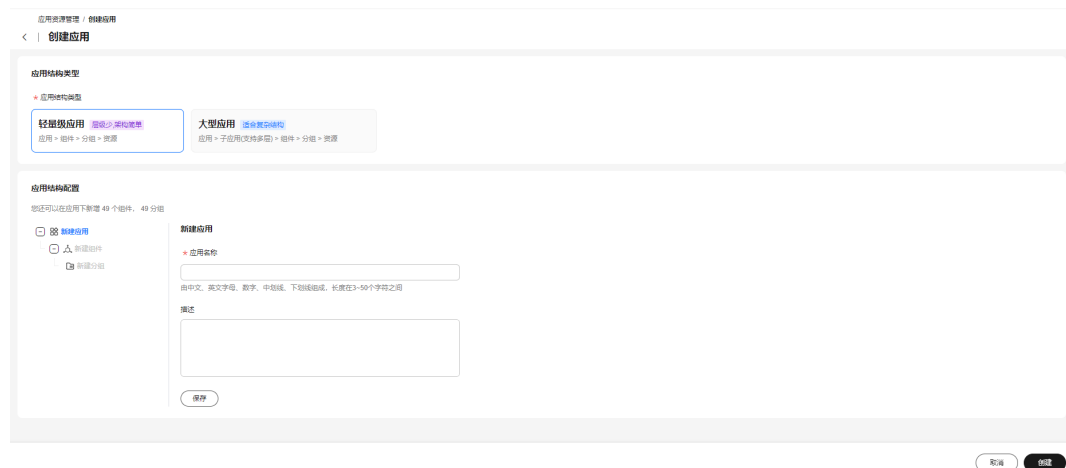 应用资源管理 / 创建应用
创建应用
应用结构类型
* 应用结构类型
轻量级应用 层级少,架构简单
应用 > 组件 > 分组 > 资源
大型应用 适合复杂结构
应用 > 子应用(支持多层) > 组件 > 分组 > 资源
应用结构配置
您还可以在应用下新增 49 个组件、 49 分组
新建应用
新建组件
新建分组
新建应用
* 应用名称
由中文、英文字母、数字、中划线、下划线组成，长度在3~50个字符之间
描述
保存
取消
创建